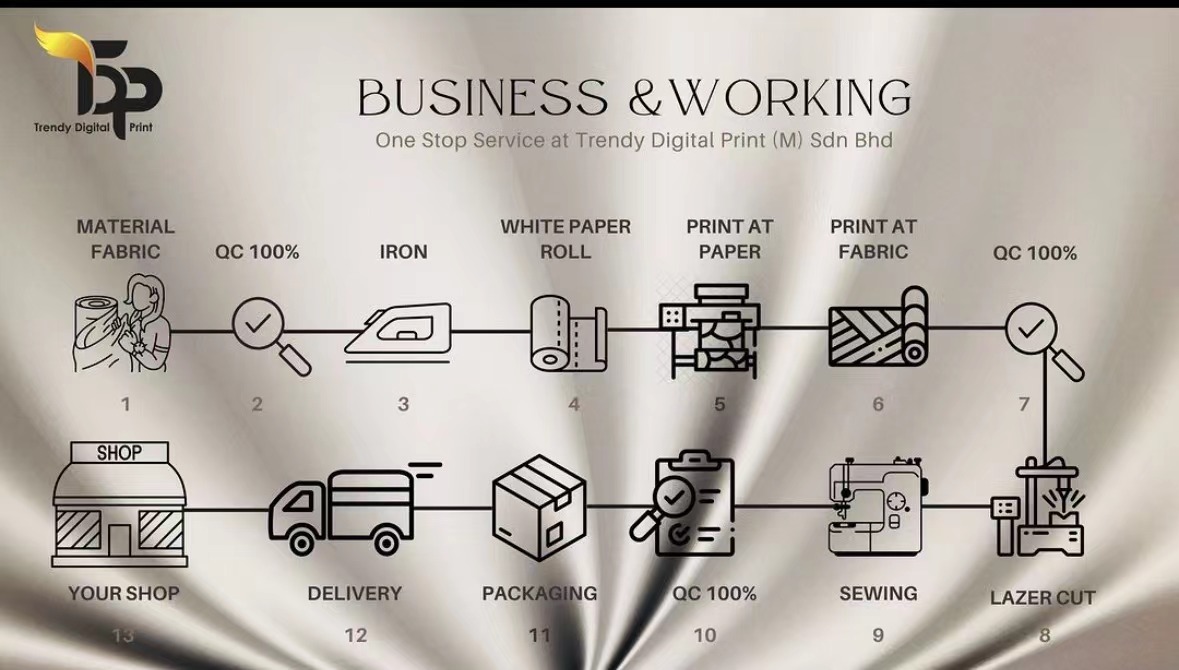 TDP
Trendy Digital Print
BUSINESS & WORKING
One Stop Service at Trendy Digital Print (M) Sdn Bhd
MATERIAL
FABRIC
QC 100%
IRON
WHITE PAPER
ROLL
PRINT AT
PAPER
PRINT AT
FABRIC
QC 100%
1
2
3
4
5
6
7
SHOP
YOUR SHOP
DELIVERY
PACKAGING
QC 100%
SEWING
LAZER CUT
13
12
11
10
9
8